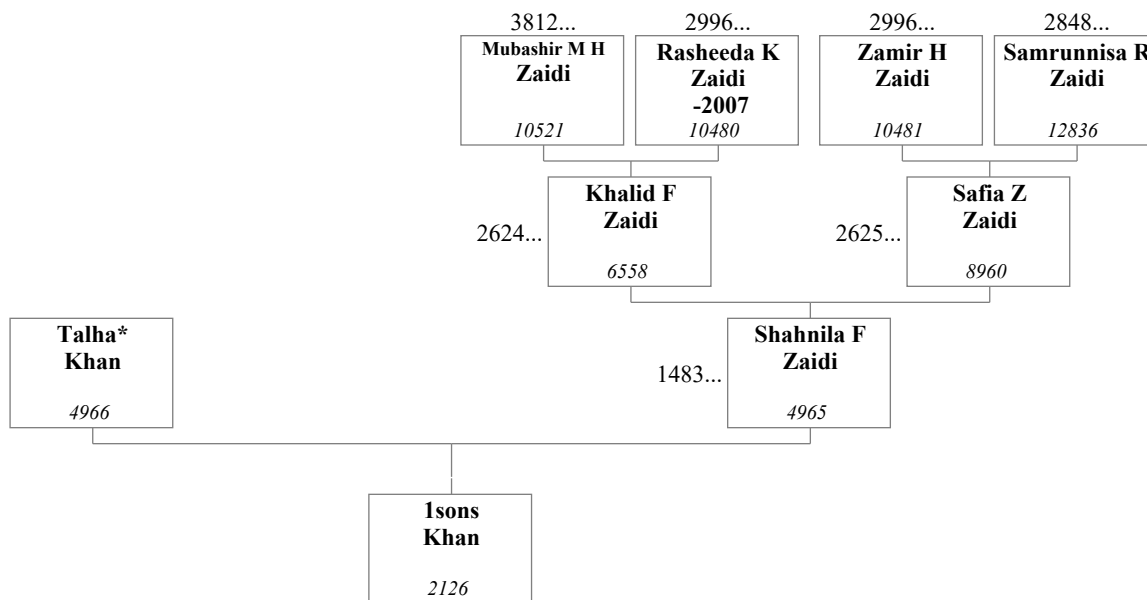 3812...
2996...
2996...
2848...
Mubashir M H
Zaidi
10521
Rasheeda K
Zaidi
-2007
10480
Zamir H
Zaidi
10481
Samrunnisa R
Zaidi
12836
2624...
Khalid F
Zaidi
6558
2625...
Safia Z
Zaidi
8960
Talha*
Khan
4966
1483...
Shahnila F
Zaidi
4965
1sons
Khan
2126